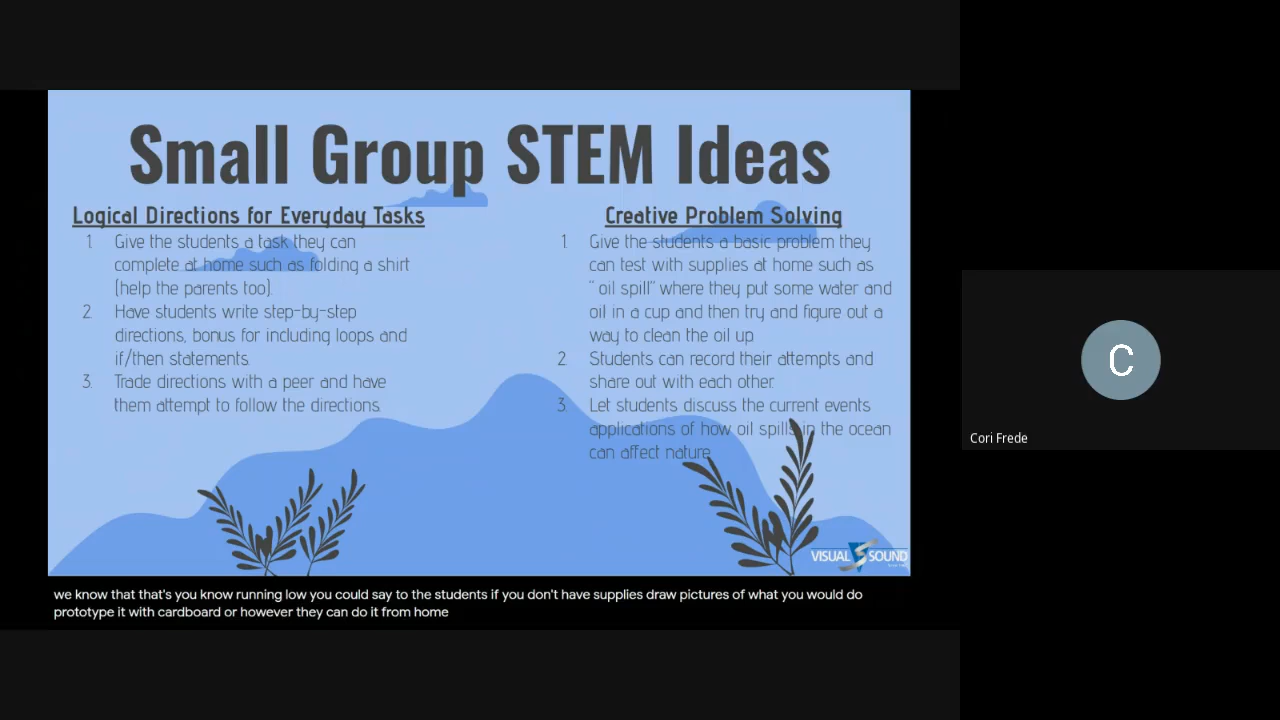 Small Group STEM Ideas
Logical Directions for Everyday Tasks
1. Give the students a task they can
complete at home such as folding a shirt
(help the parents too).
2. Have students write step-by-step
directions, bonus for including loops and
if/then statements.
3. Trade directions with a peer and have
them attempt to follow the directions.
Creative Problem Solving
1. Give the students a basic problem they
can test with supplies at home such as
" oil spill" where they put some water and
oil in a cup and then try and figure out a
way to clean the oil up
2. Students can record their attempts and
share out with each other.
3. Let students discuss the current events
applications of how oil spills in the ocean
can affect nature.
VISUAL SOUND
we know that that's you know running low you could say to the students if you don't have supplies draw pictures of what you would do
prototype it with cardboard or however they can do it from home
C
Cori Frede